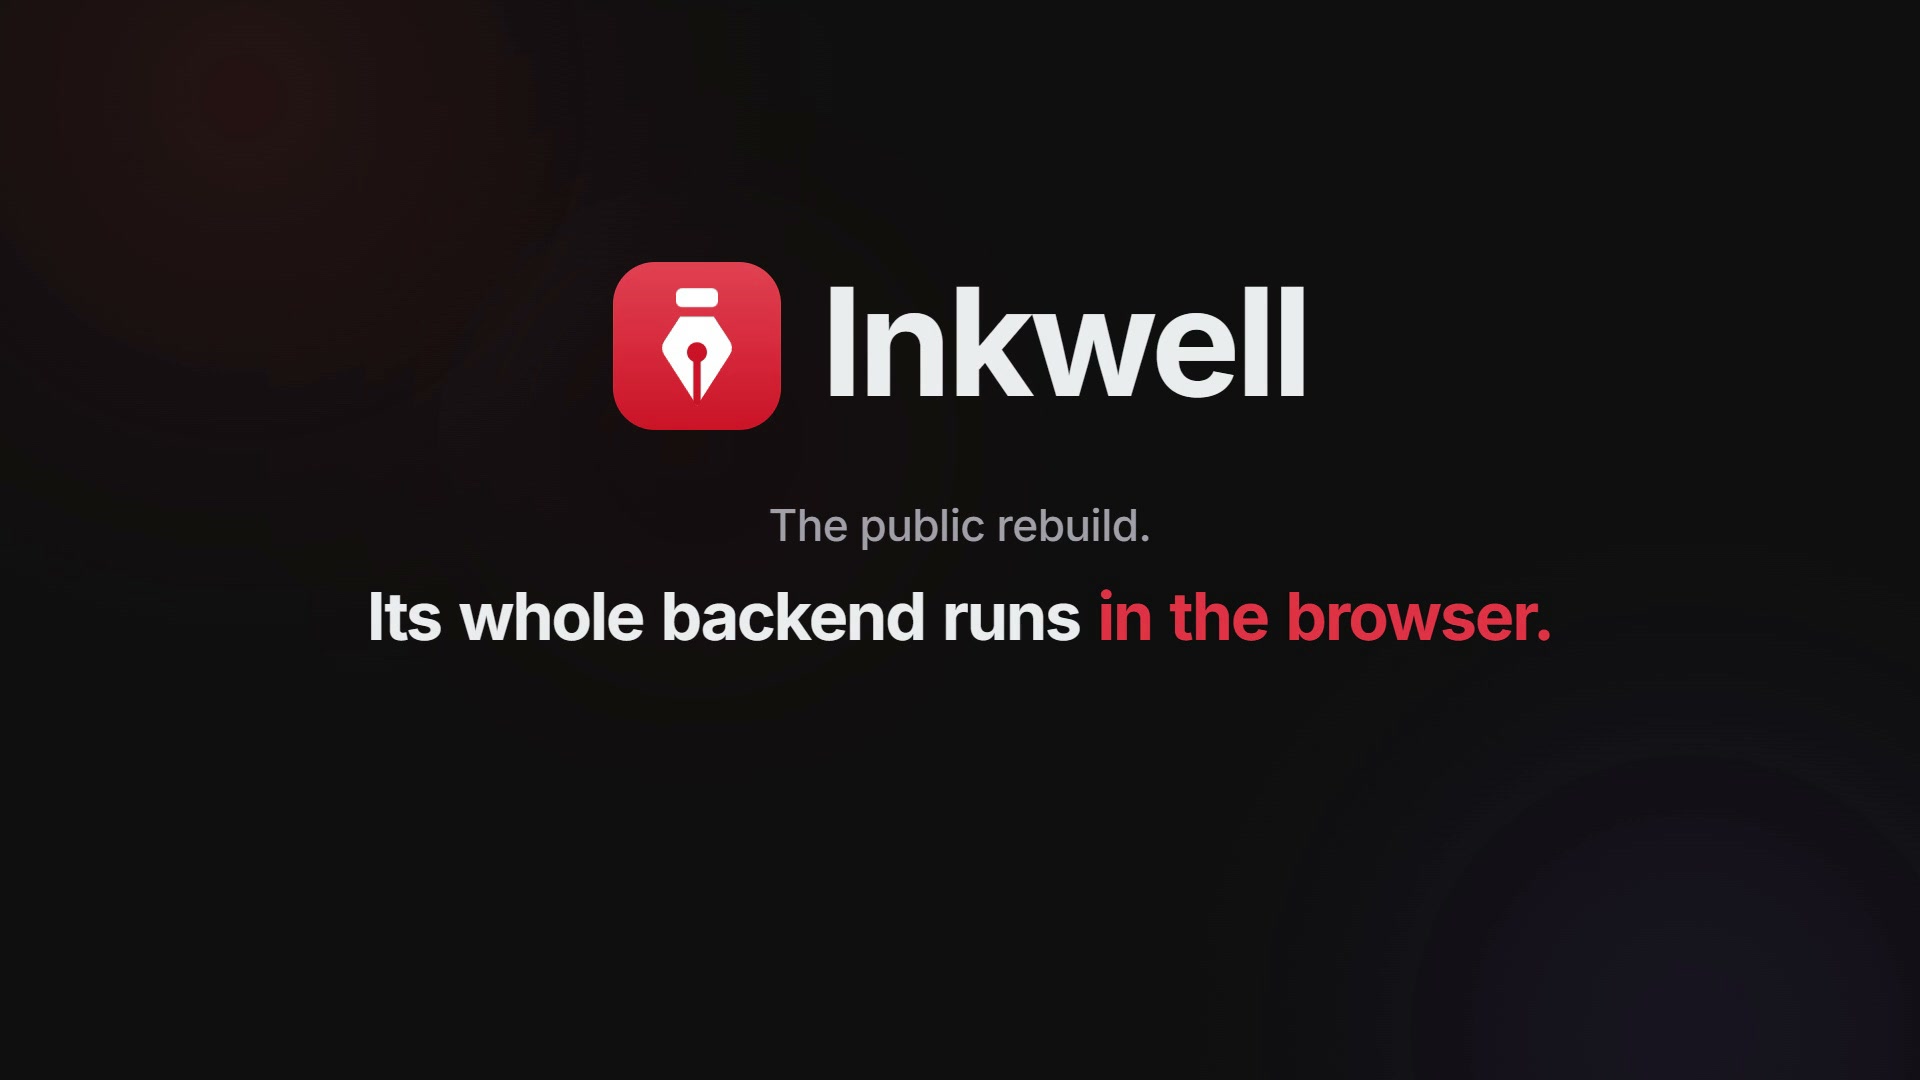 Inkwell
The public rebuild.
Its whole backend runs in the browser.